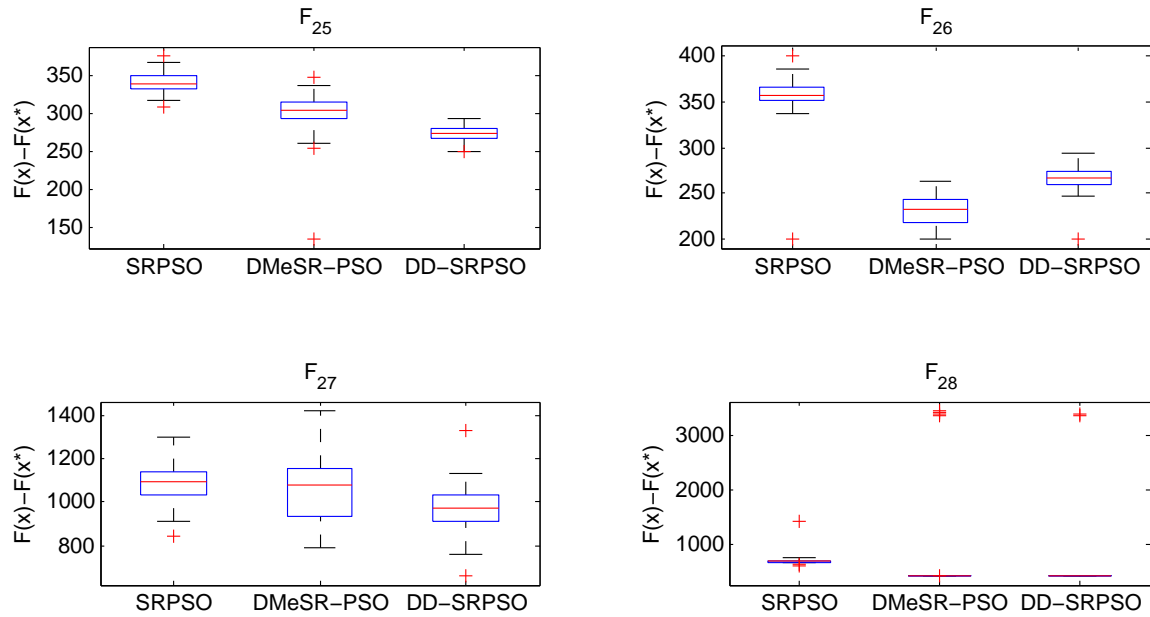 F25
F(x)−F(x*)
350
300
250
200
150
SRPSO DMeSR−PSO DD−SRPSO
F26
F(x)−F(x*)
400
350
300
250
200
SRPSO DMeSR−PSO DD−SRPSO
F27
F(x)−F(x*)
1400
1200
1000
800
SRPSO DMeSR−PSO DD−SRPSO
F28
F(x)−F(x*)
3000
2000
1000
SRPSO DMeSR−PSO DD−SRPSO